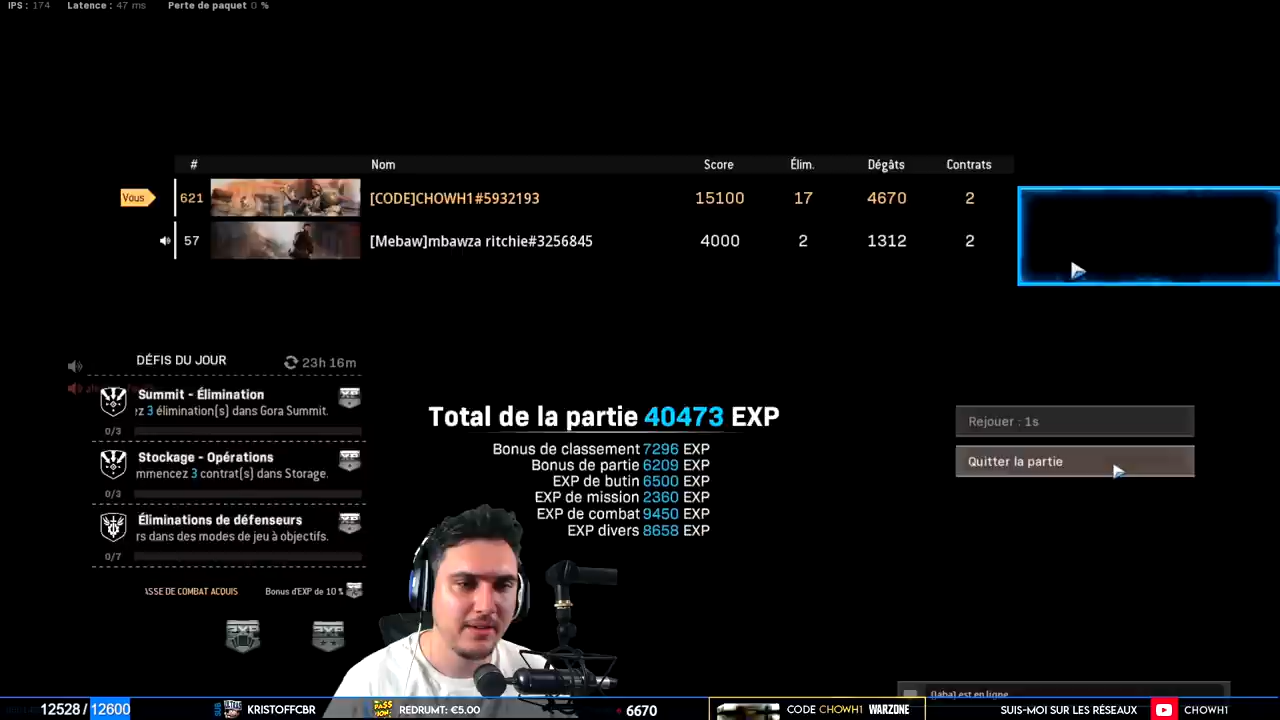 IPS : 174 Latence : 47 ms Perte de paquet 0 %
# Nom Score Élim. Dégâts Contrats
Vous 621 [CODE]CHOWH1#5932193 15100 17 4670 2
57 [Mebaw]mbawza ritchie#3256845 4000 2 1312 2
DÉFIS DU JOUR 23h 16m
Summit - Élimination
ez 3 élimination(s) dans Gora Summit.
0/3
Stockage - Opérations
mmencez 3 contrat(s) dans Storage.
0/3
Éliminations de défenseurs
rs dans des modes de jeu à objectifs.
0/7
ASSE DE COMBAT ACQUIS Bonus d'EXP de 10 %
Total de la partie 40473 EXP
Bonus de classement 7296 EXP
Bonus de partie 6209 EXP
EXP de butin 6500 EXP
EXP de mission 2360 EXP
EXP de combat 9450 EXP
EXP divers 8658 EXP
Rejouer : 1s
Quitter la partie
est en ligne
12528 / 12600 SUB KRISTOFFCBR REDRUMT: €5.00 6670 CODE CHOWH1 WARZONE SUIS-MOI SUR LES RÉSEAUX CHOWH1